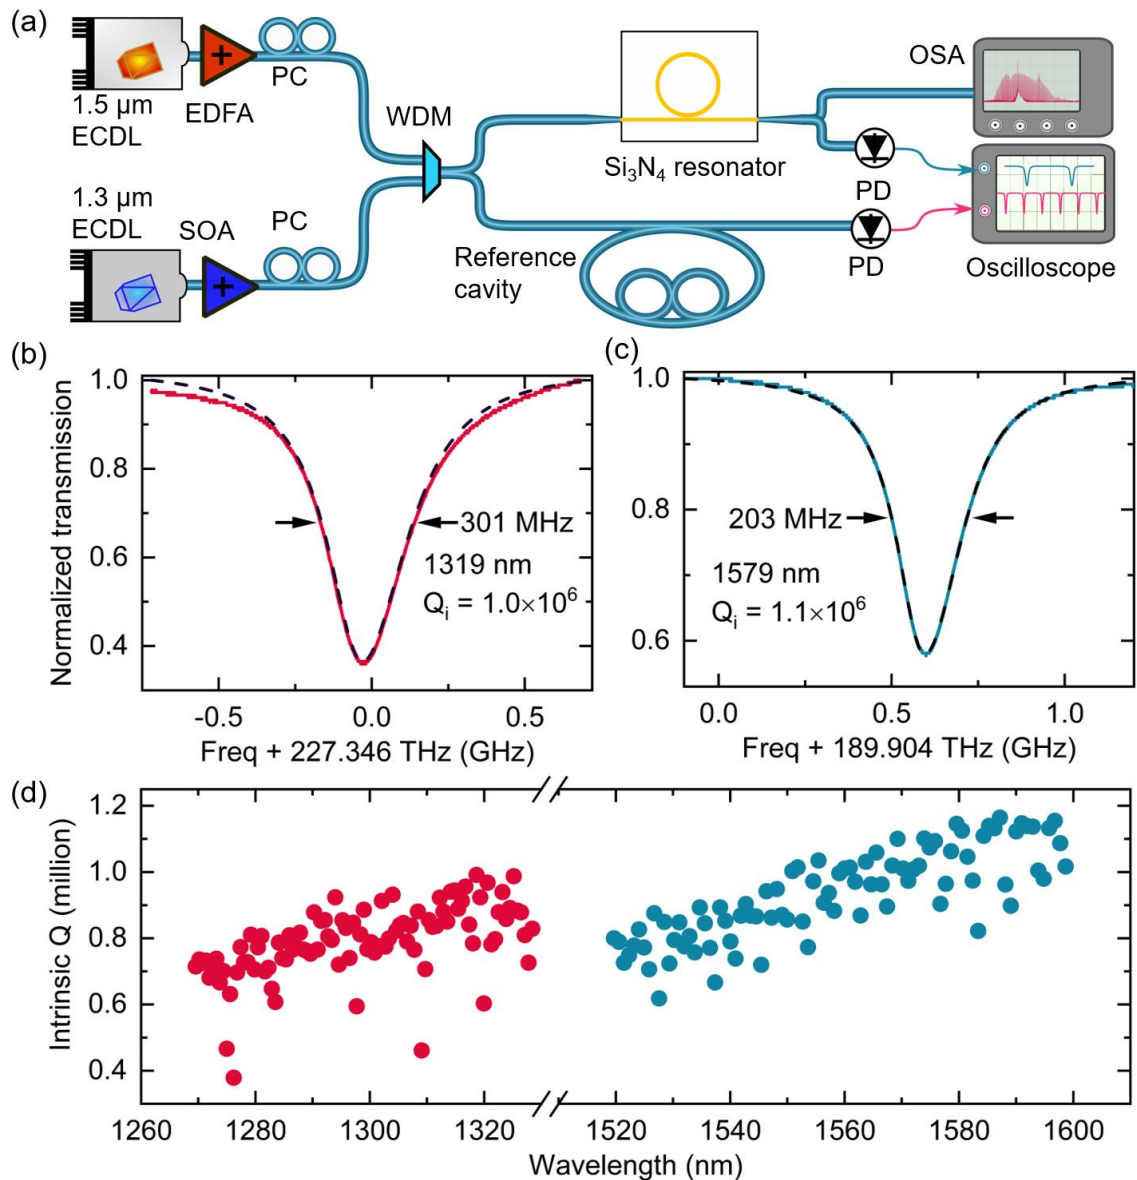 (a)
1.5 µm
ECDL
EDFA
PC
WDM
1.3 µm
ECDL
SOA
PC
Si₃N₄ resonator
Reference
cavity
PD
PD
OSA
Oscilloscope
(b)
Normalized transmission
1.0
0.8
0.6
0.4
301 MHz
1319 nm
Qᵢ = 1.0×10⁶
-0.5
0.0
0.5
Freq + 227.346 THz (GHz)
(c)
1.0
0.8
0.6
203 MHz
1579 nm
Qᵢ = 1.1×10⁶
0.0
0.5
1.0
Freq + 189.904 THz (GHz)
(d)
Intrinsic Q (million)
1.2
1.0
0.8
0.6
0.4
1260
1280
1300
1320
1520
1540
1560
1580
1600
Wavelength (nm)